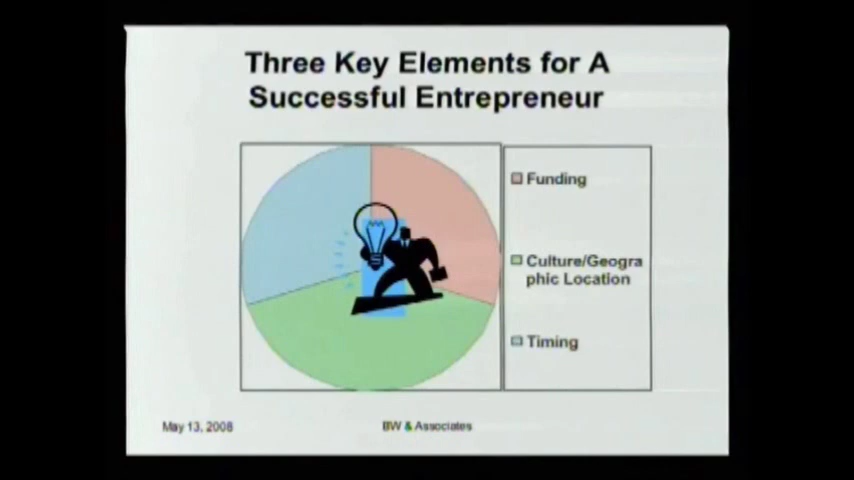 Three Key Elements for A
Successful Entrepreneur
Funding
Culture/Geogra
phic Location
Timing
May 13, 2008
BW & Associates